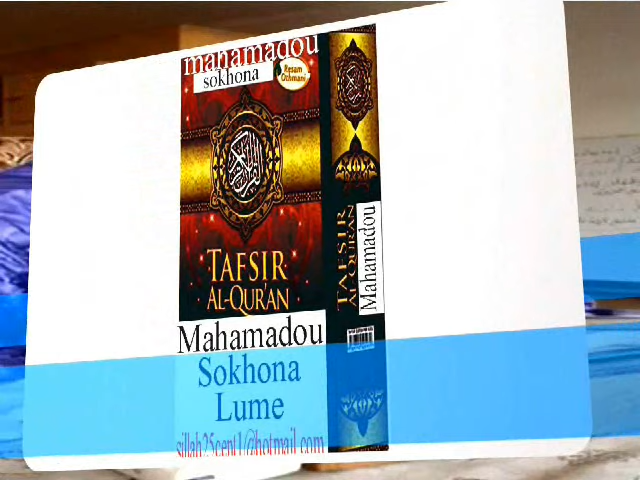 mahamadou
sokhona
Resam
Othmani
TAFSIR
AL-QUR'AN
Mahamadou
Sokhona
Lume
sillah25cent1@hotmail.com
TAFSIR
AL-QUR'AN
Mahamadou